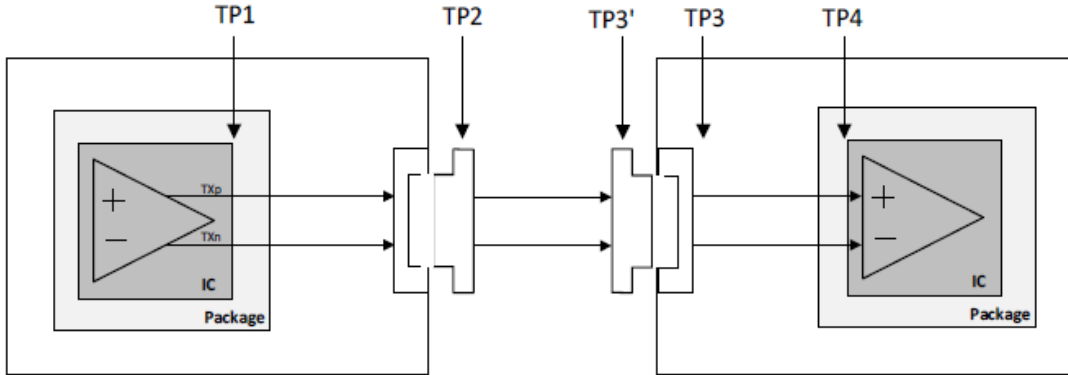 TP1
TP2
TP3'
TP3
TP4
TXp
+
−
TXn
IC
Package
+
−
IC
Package